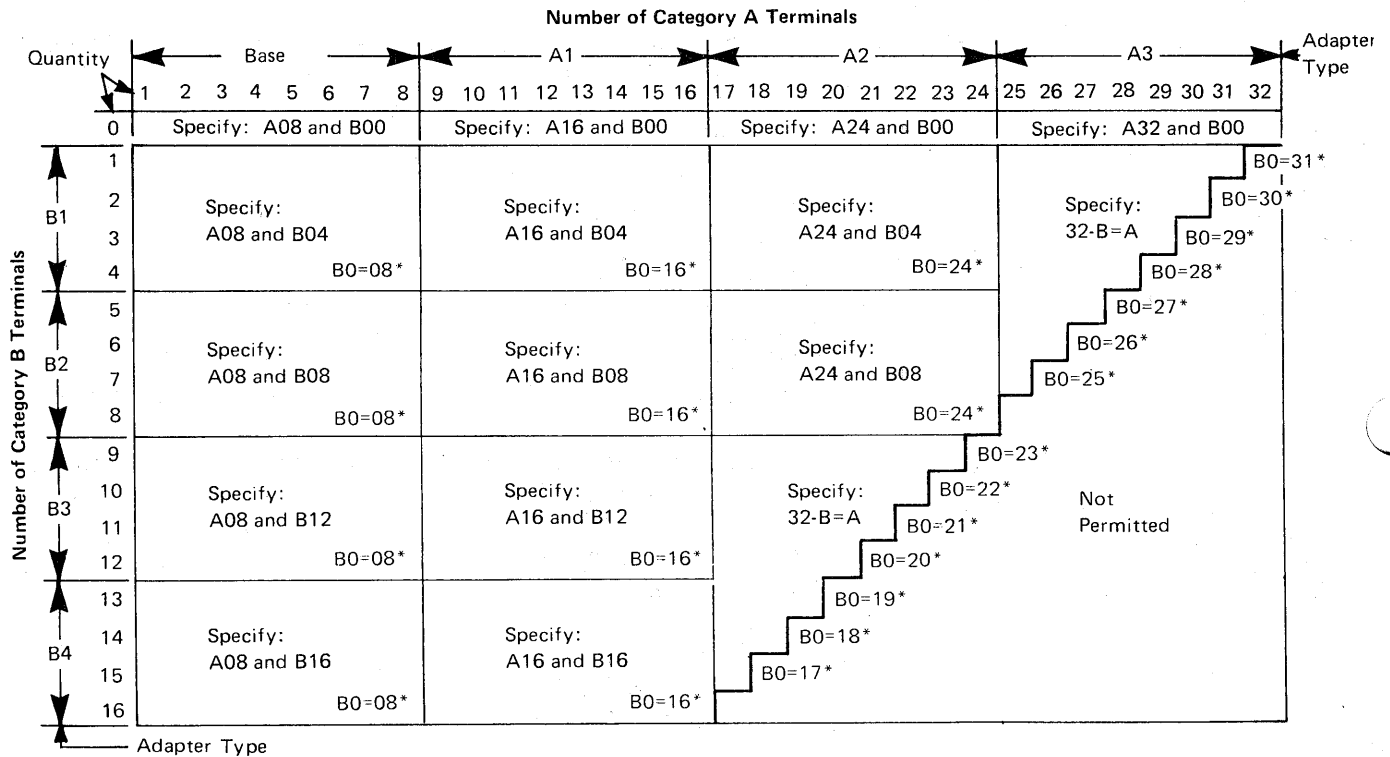 Number of Category A Terminals
Quantity
Base
A1
A2
A3
Adapter
Type
1 2 3 4 5 6 7 8 9 10 11 12 13 14 15 16 17 18 19 20 21 22 23 24 25 26 27 28 29 30 31 32
0
Specify: A08 and B00
Specify: A16 and B00
Specify: A24 and B00
Specify: A32 and B00
Number of Category B Terminals
B1
1
2
3
4
Specify:
A08 and B04
B0=08*
Specify:
A16 and B04
B0=16*
Specify:
A24 and B04
B0=24*
Specify:
32-B=A
B0=31*
B0=30*
B0=29*
B0=28*
B2
5
6
7
8
Specify:
A08 and B08
B0=08*
Specify:
A16 and B08
B0=16*
Specify:
A24 and B08
B0=24*
B0=27*
B0=26*
B0=25*
B3
9
10
11
12
Specify:
A08 and B12
B0=08*
Specify:
A16 and B12
B0=16*
Specify:
32-B=A
B0=23*
B0=22*
B0=21*
B0=20*
Not
Permitted
B4
13
14
15
16
Specify:
A08 and B16
B0=08*
Specify:
A16 and B16
B0=16*
B0=19*
B0=18*
B0=17*
Adapter Type